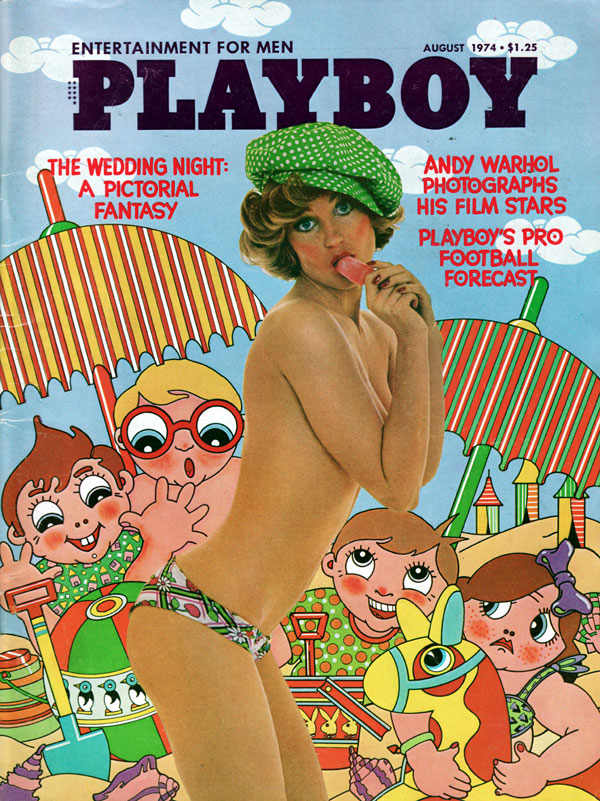 ENTERTAINMENT FOR MEN
AUGUST 1974 • $1.25
PLAYBOY
THE WEDDING NIGHT:
A PICTORIAL
FANTASY
ANDY WARHOL
PHOTOGRAPHS
HIS FILM STARS
PLAYBOY'S PRO
FOOTBALL
FORECAST